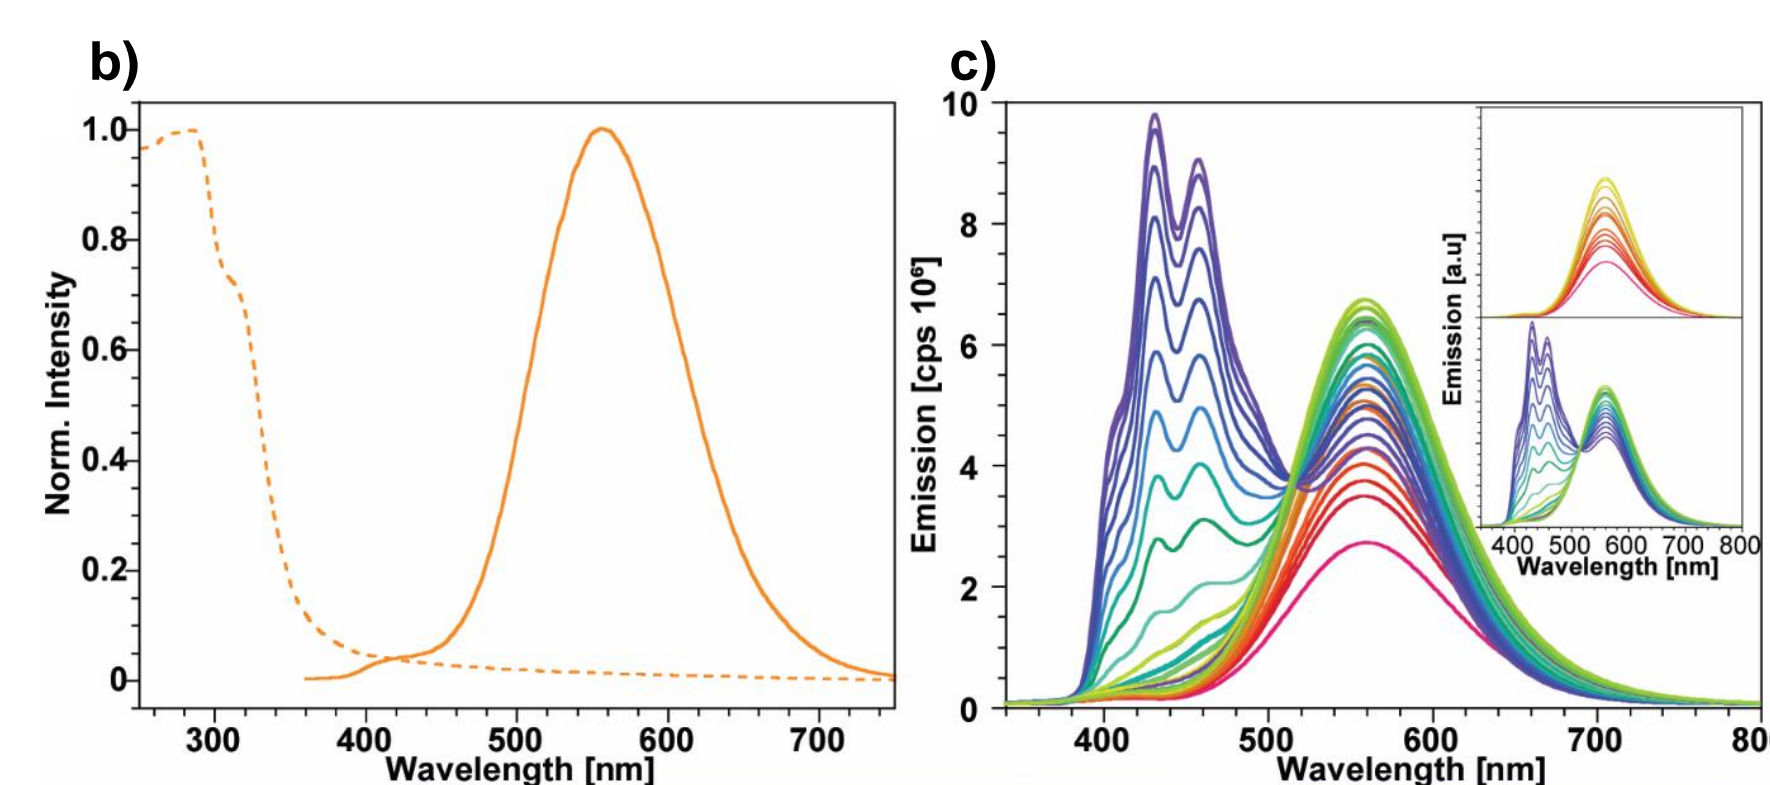 b)
1.0
0.8
0.6
0.4
0.2
0
Norm. Intensity
300 400 500 600 700
Wavelength [nm]
c)
10
8
6
4
2
0
Emission [cps 10⁶]
400 500 600 700 80
Wavelength [nm]
Emission [a.u]
400 500 600 700 800
Wavelength [nm]